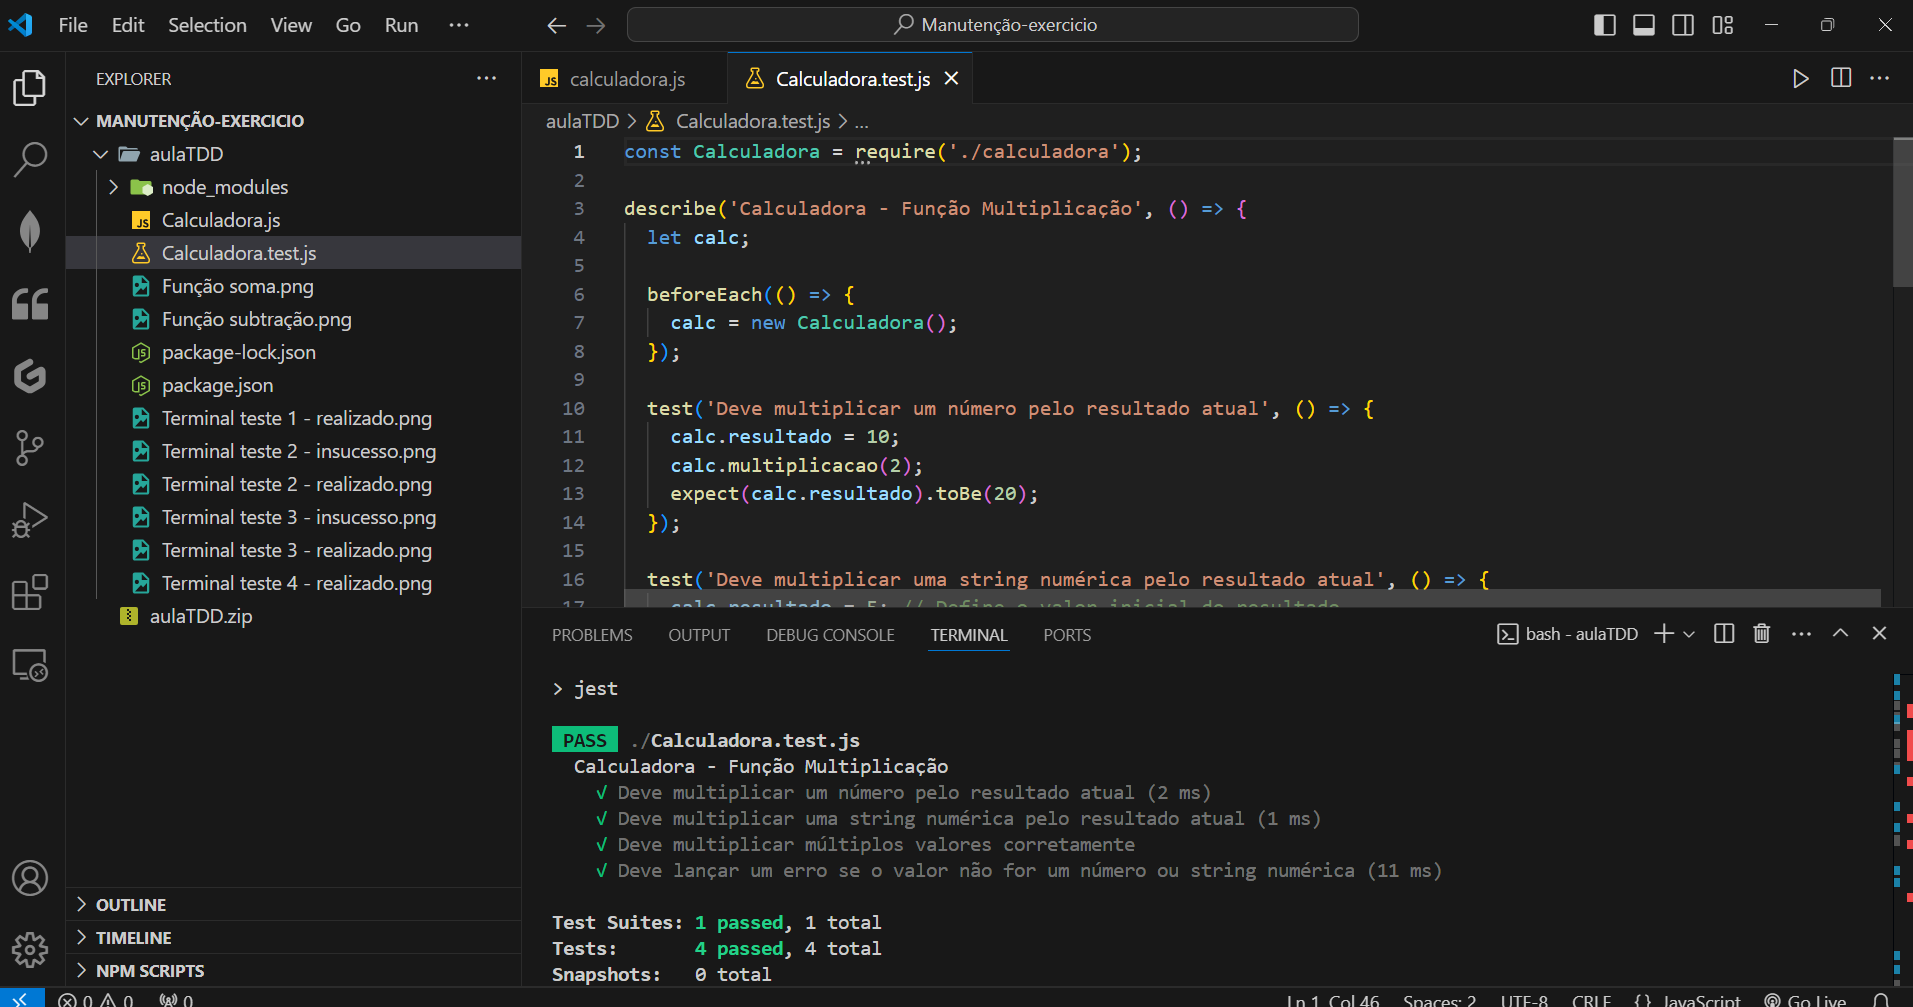 File Edit Selection View Go Run ···
Manutenção-exercicio
EXPLORER
MANUTENÇÃO-EXERCICIO
aulaTDD
node_modules
Calculadora.js
Calculadora.test.js
Função soma.png
Função subtração.png
package-lock.json
package.json
Terminal teste 1 - realizado.png
Terminal teste 2 - insucesso.png
Terminal teste 2 - realizado.png
Terminal teste 3 - insucesso.png
Terminal teste 3 - realizado.png
Terminal teste 4 - realizado.png
aulaTDD.zip
OUTLINE
TIMELINE
NPM SCRIPTS
calculadora.js
Calculadora.test.js
aulaTDD > Calculadora.test.js > ...
1 const Calculadora = require('./calculadora');
2
3 describe('Calculadora - Função Multiplicação', () => {
4 let calc;
5
6 beforeEach(() => {
7 calc = new Calculadora();
8 });
9
10 test('Deve multiplicar um número pelo resultado atual', () => {
11 calc.resultado = 10;
12 calc.multiplicacao(2);
13 expect(calc.resultado).toBe(20);
14 });
15
16 test('Deve multiplicar uma string numérica pelo resultado atual', () => {
17 calc.resultado = 5; // Define o valor inicial do resultado
PROBLEMS OUTPUT DEBUG CONSOLE TERMINAL PORTS
bash - aulaTDD
> jest
PASS ./Calculadora.test.js
Calculadora - Função Multiplicação
√ Deve multiplicar um número pelo resultado atual (2 ms)
√ Deve multiplicar uma string numérica pelo resultado atual (1 ms)
√ Deve multiplicar múltiplos valores corretamente
√ Deve lançar um erro se o valor não for um número ou string numérica (11 ms)
Test Suites: 1 passed, 1 total
Tests: 4 passed, 4 total
Snapshots: 0 total
0 0 0
Ln 1, Col 46 Spaces: 2 UTF-8 CRLF {} JavaScript Go Live